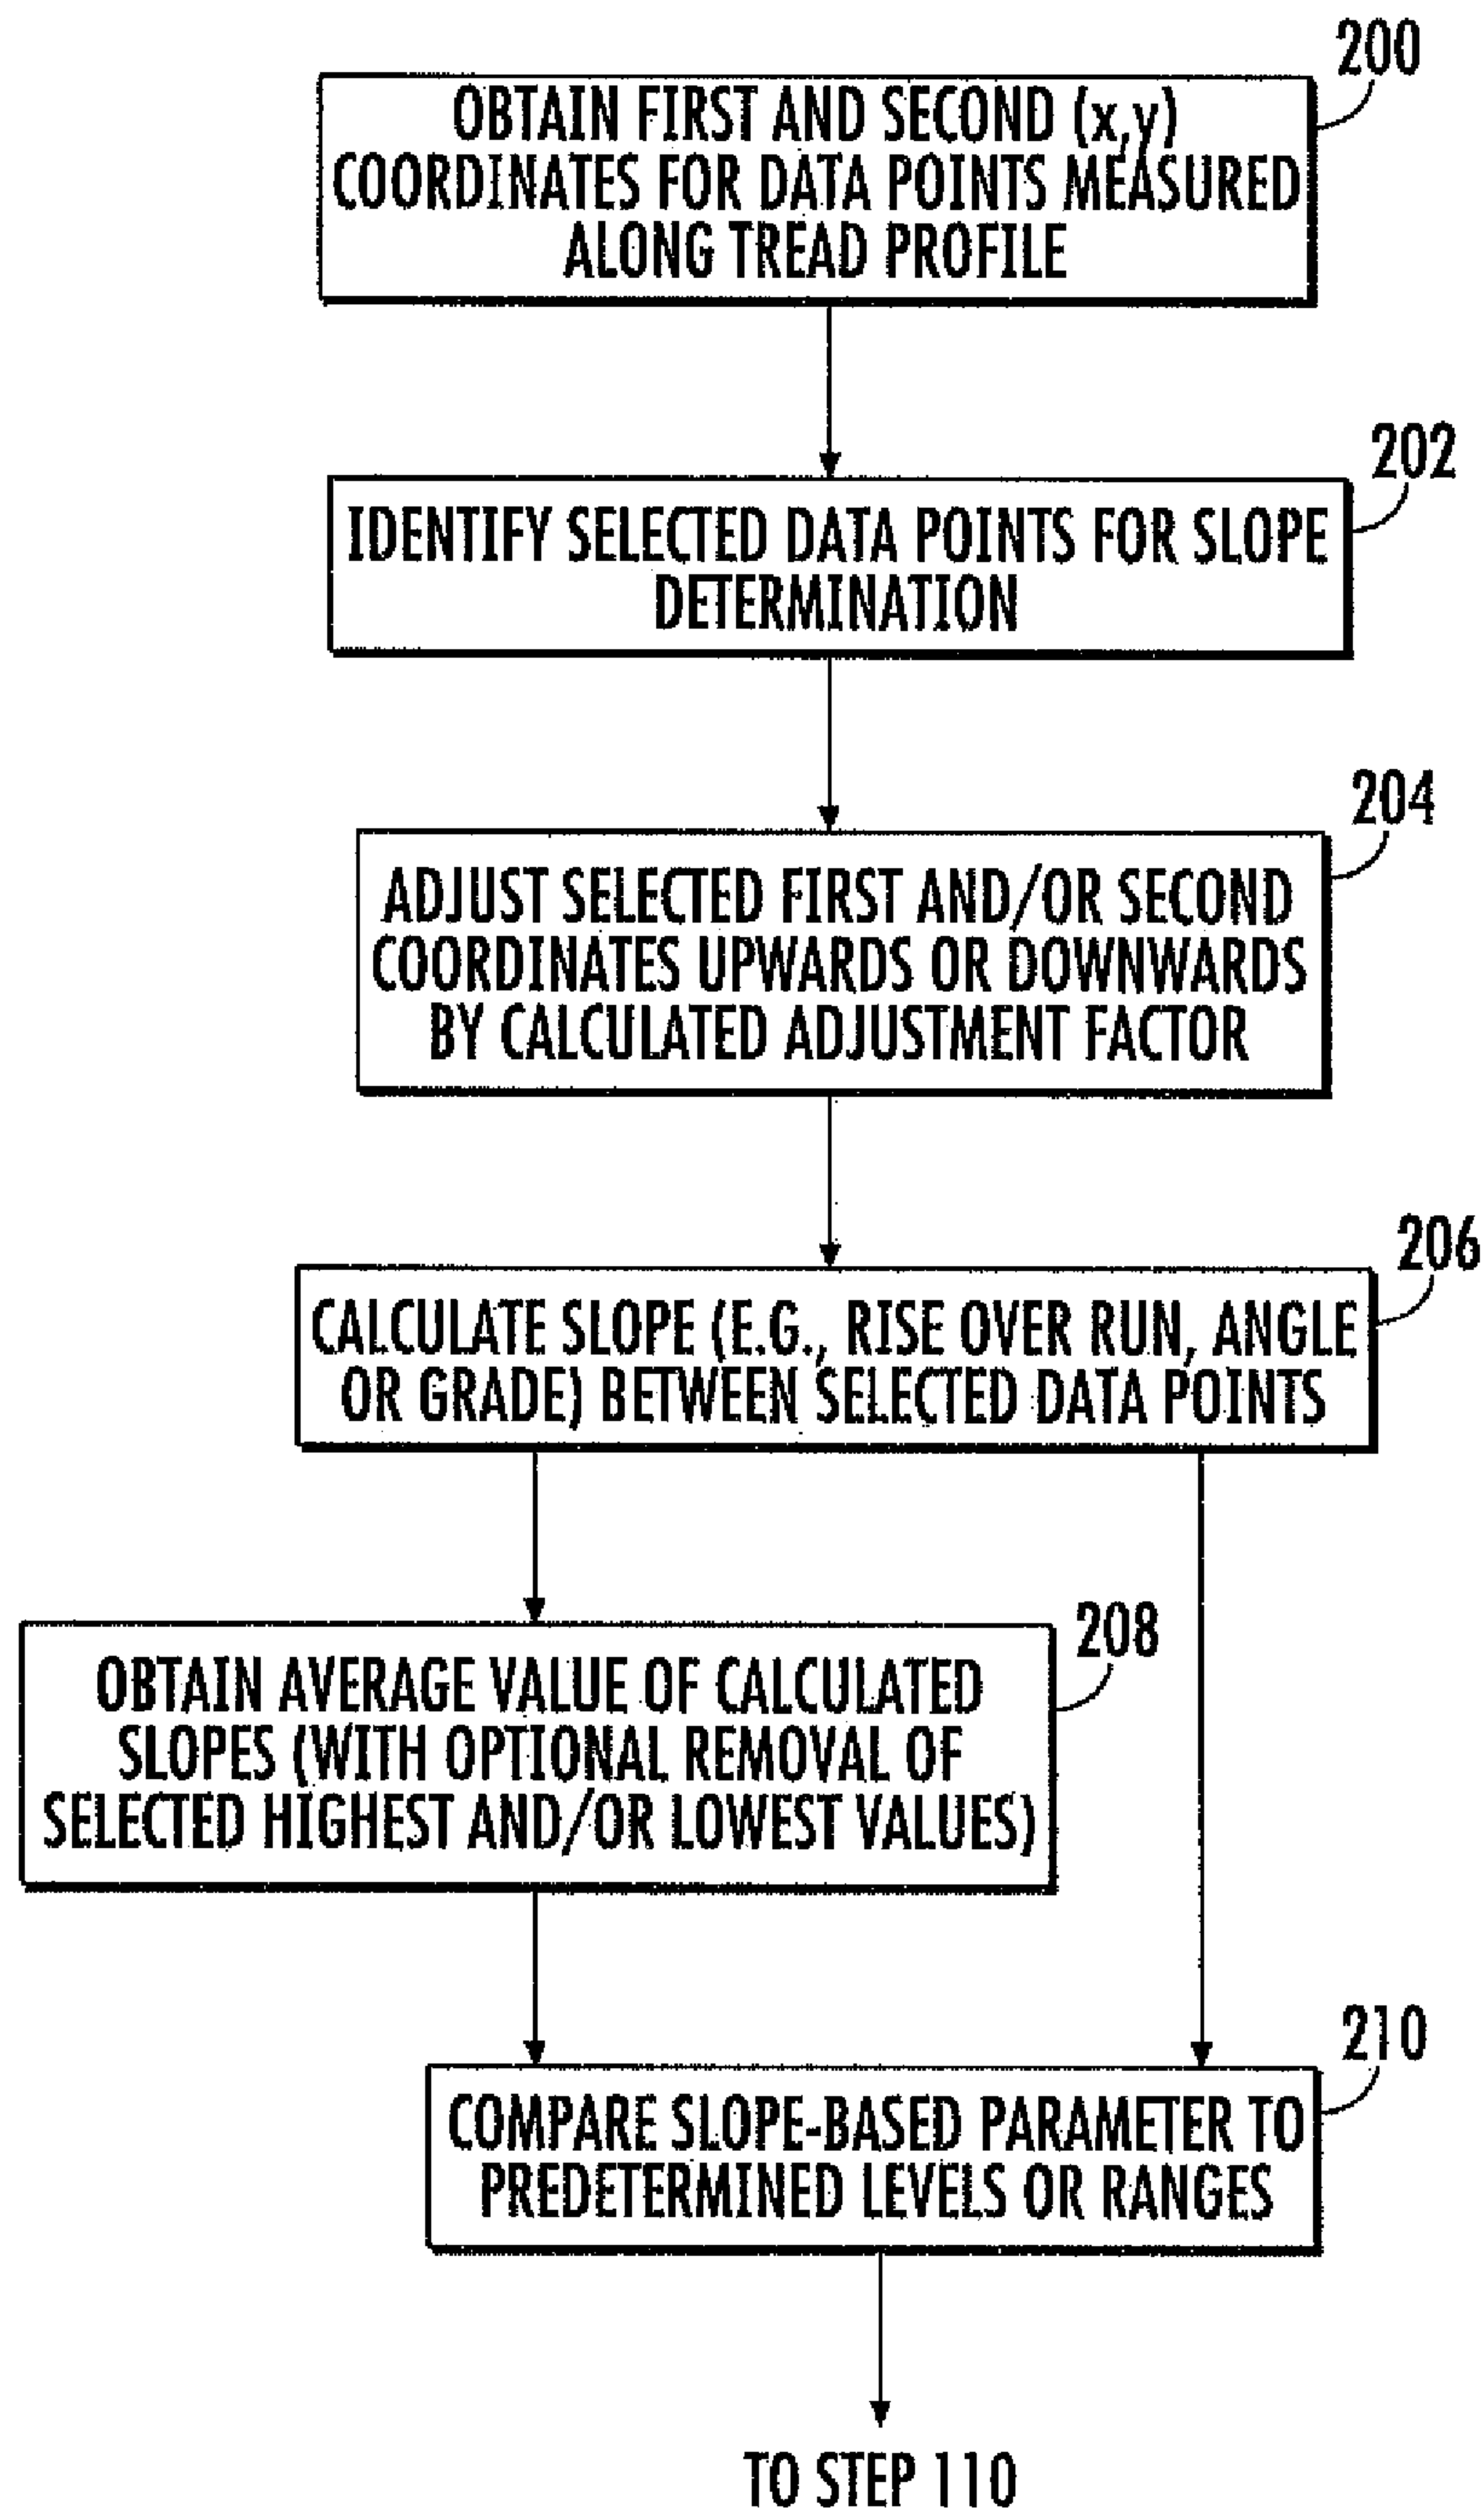 200
OBTAIN FIRST AND SECOND (x,y)
COORDINATES FOR DATA POINTS MEASURED
ALONG TREAD PROFILE
202
IDENTIFY SELECTED DATA POINTS FOR SLOPE
DETERMINATION
204
ADJUST SELECTED FIRST AND/OR SECOND
COORDINATES UPWARDS OR DOWNWARDS
BY CALCULATED ADJUSTMENT FACTOR
206
CALCULATE SLOPE (E.G., RISE OVER RUN, ANGLE
OR GRADE) BETWEEN SELECTED DATA POINTS
208
OBTAIN AVERAGE VALUE OF CALCULATED
SLOPES (WITH OPTIONAL REMOVAL OF
SELECTED HIGHEST AND/OR LOWEST VALUES)
210
COMPARE SLOPE-BASED PARAMETER TO
PREDETERMINED LEVELS OR RANGES
TO STEP 110